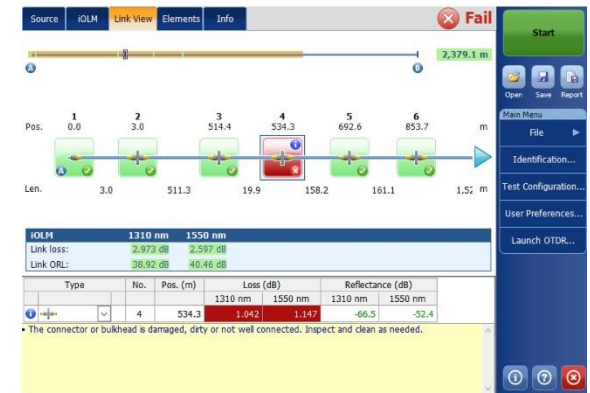 Source iOLM Link View Elements Info Fail
Start
2,379.1 m
A B
Open Save Report
Main Menu
File
Identification...
Test Configuration...
User Preferences...
Launch OTDR...
1 2 3 4 5 6
Pos. 0.0 3.0 514.4 534.3 692.6 853.7 m
A
Len. 3.0 511.3 19.9 158.2 161.1 1,52 m
iOLM 1310 nm 1550 nm
Link loss: 2.973 dB 2.597 dB
Link ORL: 38.92 dB 40.46 dB
Type No. Pos. (m) Loss (dB) Reflectance (dB)
1310 nm 1550 nm 1310 nm 1550 nm
4 534.3 1.042 1.147 -66.5 -52.4
• The connector or bulkhead is damaged, dirty or not well connected. Inspect and clean as needed.